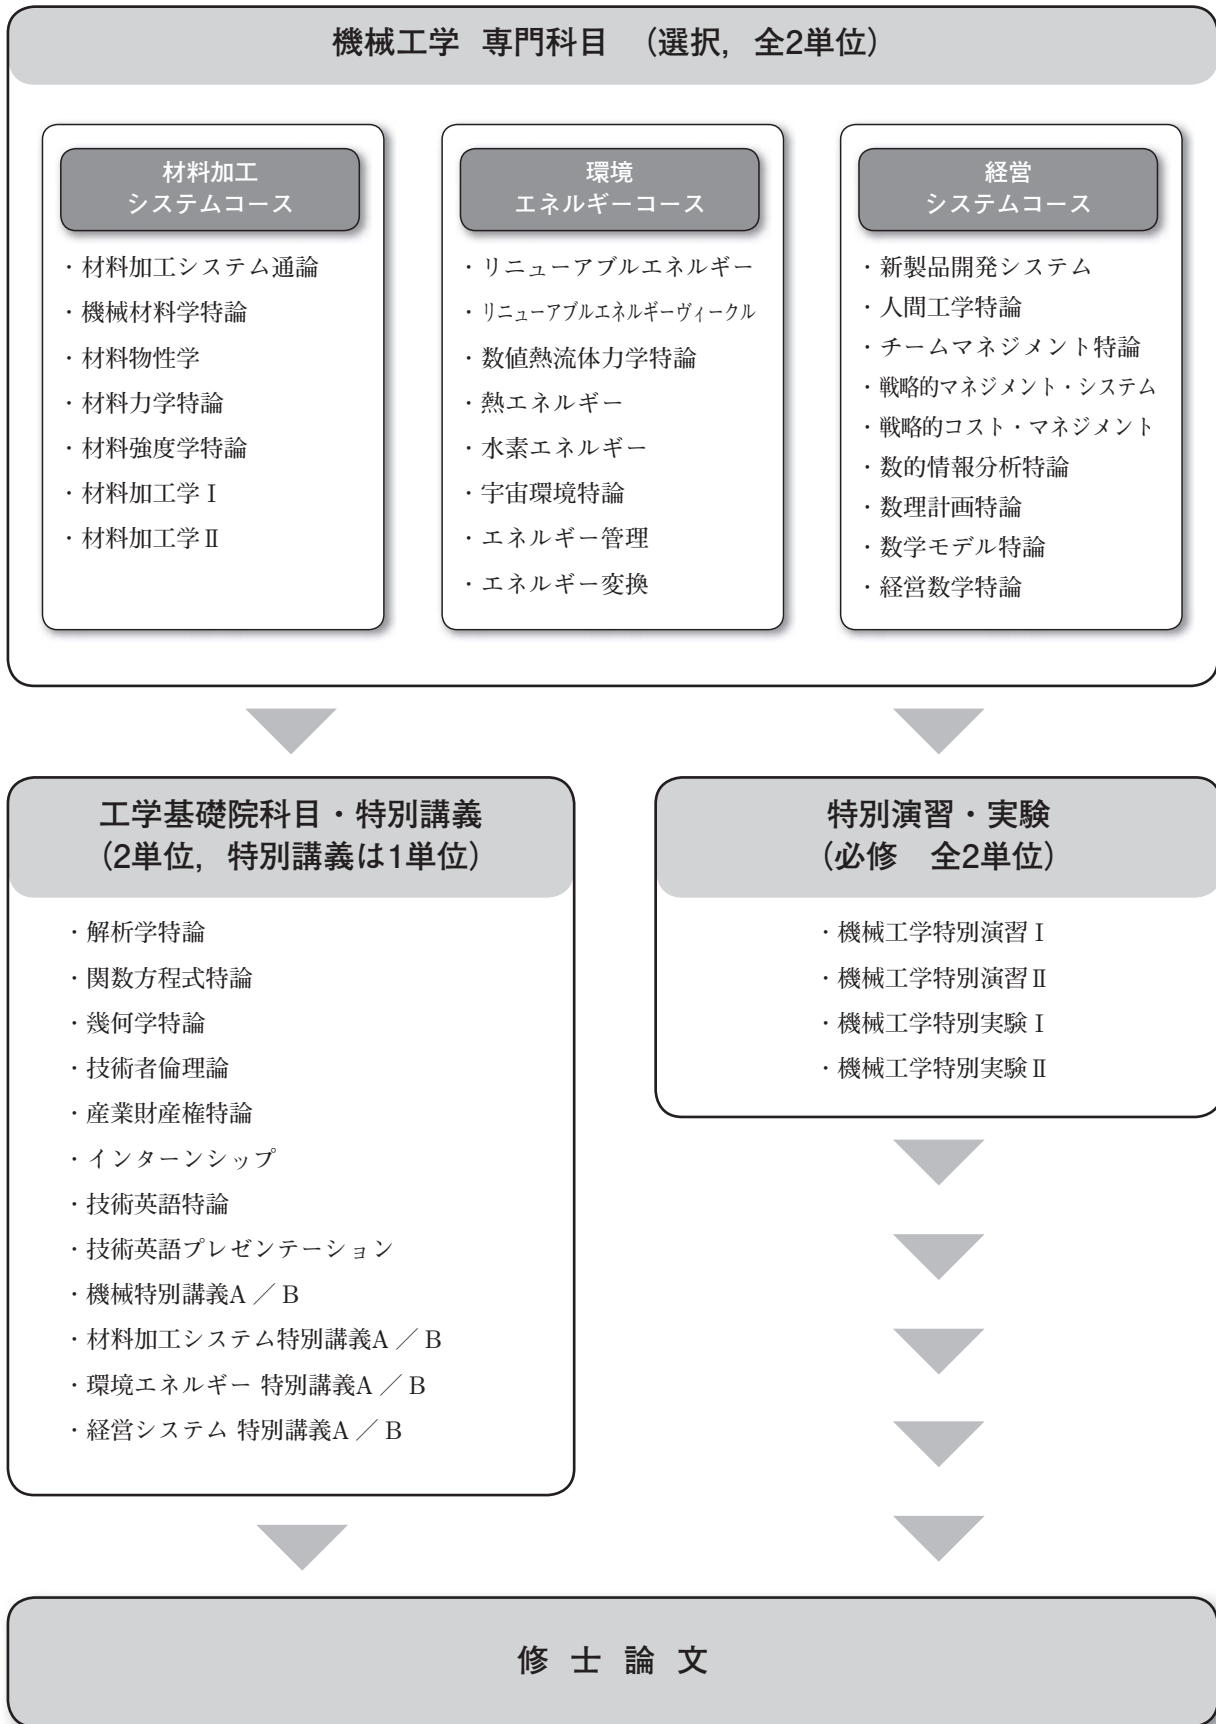 機械工学 専門科目 （選択，全2単位）
材料加工
システムコース
・材料加工システム通論
・機械材料学特論
・材料物性学
・材料力学特論
・材料強度学特論
・材料加工学Ⅰ
・材料加工学Ⅱ
環境
エネルギーコース
・リニューアブルエネルギー
・リニューアブルエネルギーヴィークル
・数値熱流体力学特論
・熱エネルギー
・水素エネルギー
・宇宙環境特論
・エネルギー管理
・エネルギー変換
経営
システムコース
・新製品開発システム
・人間工学特論
・チームマネジメント特論
・戦略的マネジメント・システム
・戦略的コスト・マネジメント
・数的情報分析特論
・数理計画特論
・数学モデル特論
・経営数学特論
工学基礎院科目・特別講義
（2単位，特別講義は1単位）
・解析学特論
・関数方程式特論
・幾何学特論
・技術者倫理論
・産業財産権特論
・インターンシップ
・技術英語特論
・技術英語プレゼンテーション
・機械特別講義A ／ B
・材料加工システム特別講義A ／ B
・環境エネルギー 特別講義A ／ B
・経営システム 特別講義A ／ B
特別演習・実験
（必修 全2単位）
・機械工学特別演習Ⅰ
・機械工学特別演習Ⅱ
・機械工学特別実験Ⅰ
・機械工学特別実験Ⅱ
修士論文